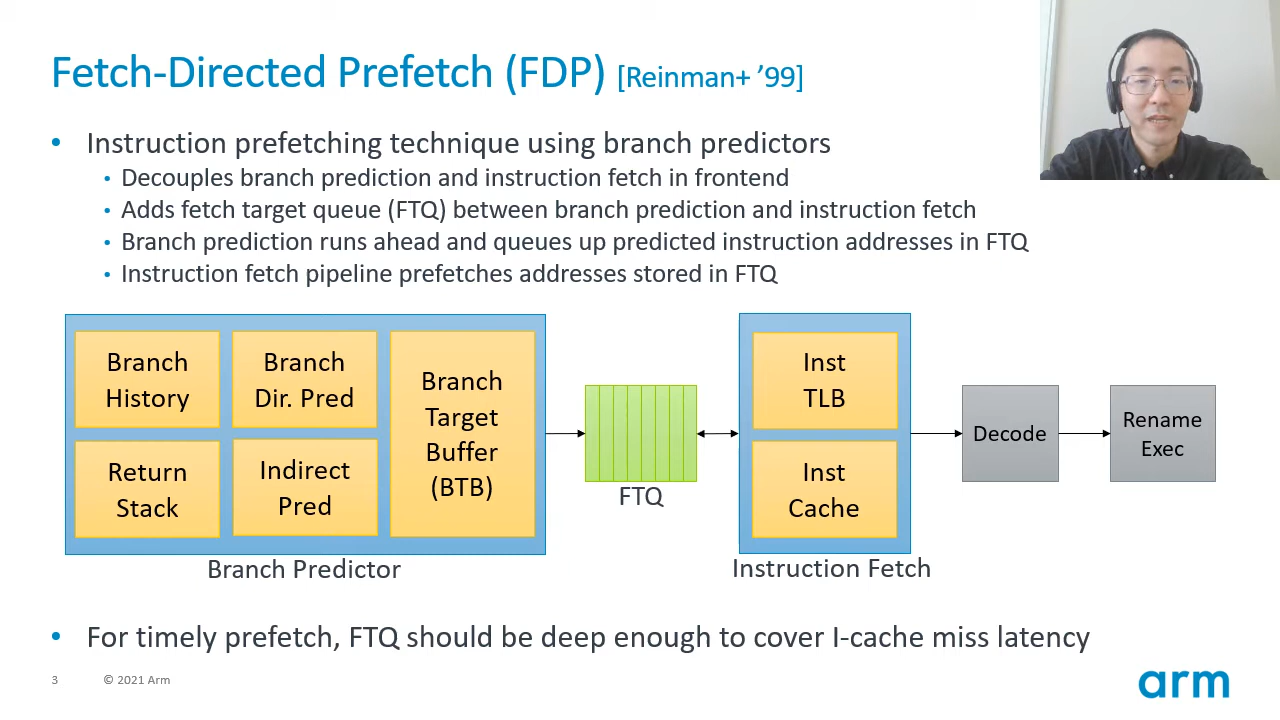 Fetch-Directed Prefetch (FDP) [Reinman+ ’99]
• Instruction prefetching technique using branch predictors
• Decouples branch prediction and instruction fetch in frontend
• Adds fetch target queue (FTQ) between branch prediction and instruction fetch
• Branch prediction runs ahead and queues up predicted instruction addresses in FTQ
• Instruction fetch pipeline prefetches addresses stored in FTQ
Branch
History
Branch
Dir. Pred
Return
Stack
Indirect
Pred
Branch
Target
Buffer
(BTB)
Branch Predictor
FTQ
Inst
TLB
Inst
Cache
Instruction Fetch
Decode
Rename
Exec
• For timely prefetch, FTQ should be deep enough to cover I-cache miss latency
3 © 2021 Arm
arm